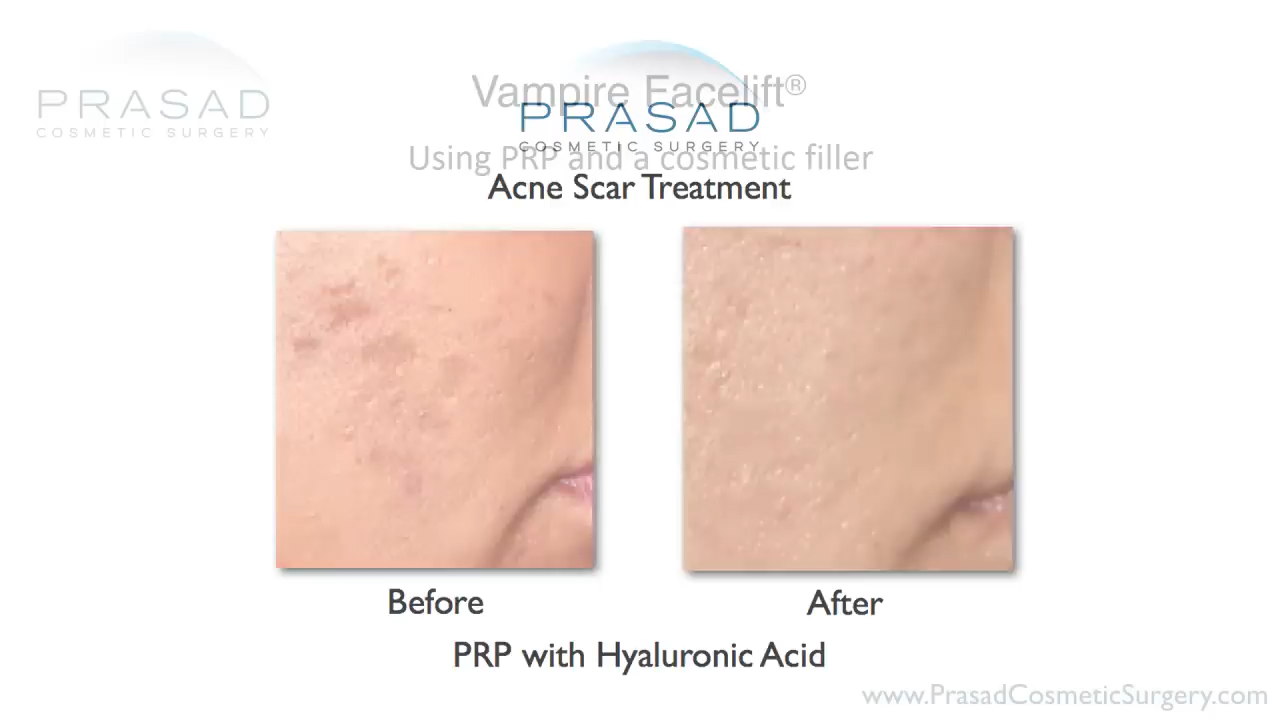 PRASAD
COSMETIC SURGERY
Vampire Facelift®
PRASAD
COSMETIC SURGERY
Using PRP and a cosmetic filler
Acne Scar Treatment
Before
After
PRP with Hyaluronic Acid
www.PrasadCosmeticSurgery.com